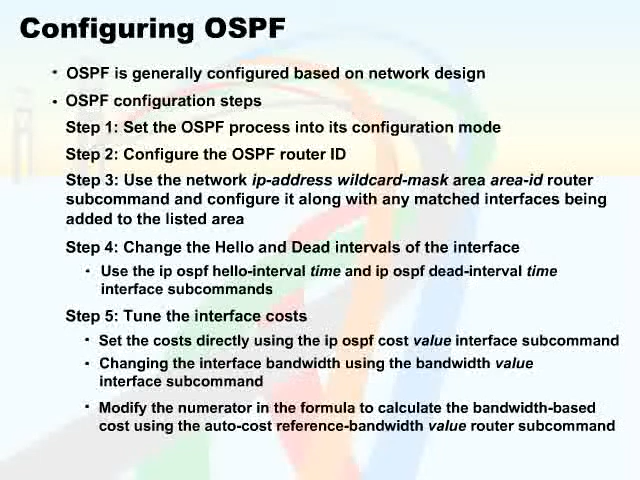 Configuring OSPF
• OSPF is generally configured based on network design
• OSPF configuration steps
Step 1: Set the OSPF process into its configuration mode
Step 2: Configure the OSPF router ID
Step 3: Use the network ip-address wildcard-mask area area-id router
subcommand and configure it along with any matched interfaces being
added to the listed area
Step 4: Change the Hello and Dead intervals of the interface
• Use the ip ospf hello-interval time and ip ospf dead-interval time
interface subcommands
Step 5: Tune the interface costs
• Set the costs directly using the ip ospf cost value interface subcommand
• Changing the interface bandwidth using the bandwidth value
interface subcommand
• Modify the numerator in the formula to calculate the bandwidth-based
cost using the auto-cost reference-bandwidth value router subcommand